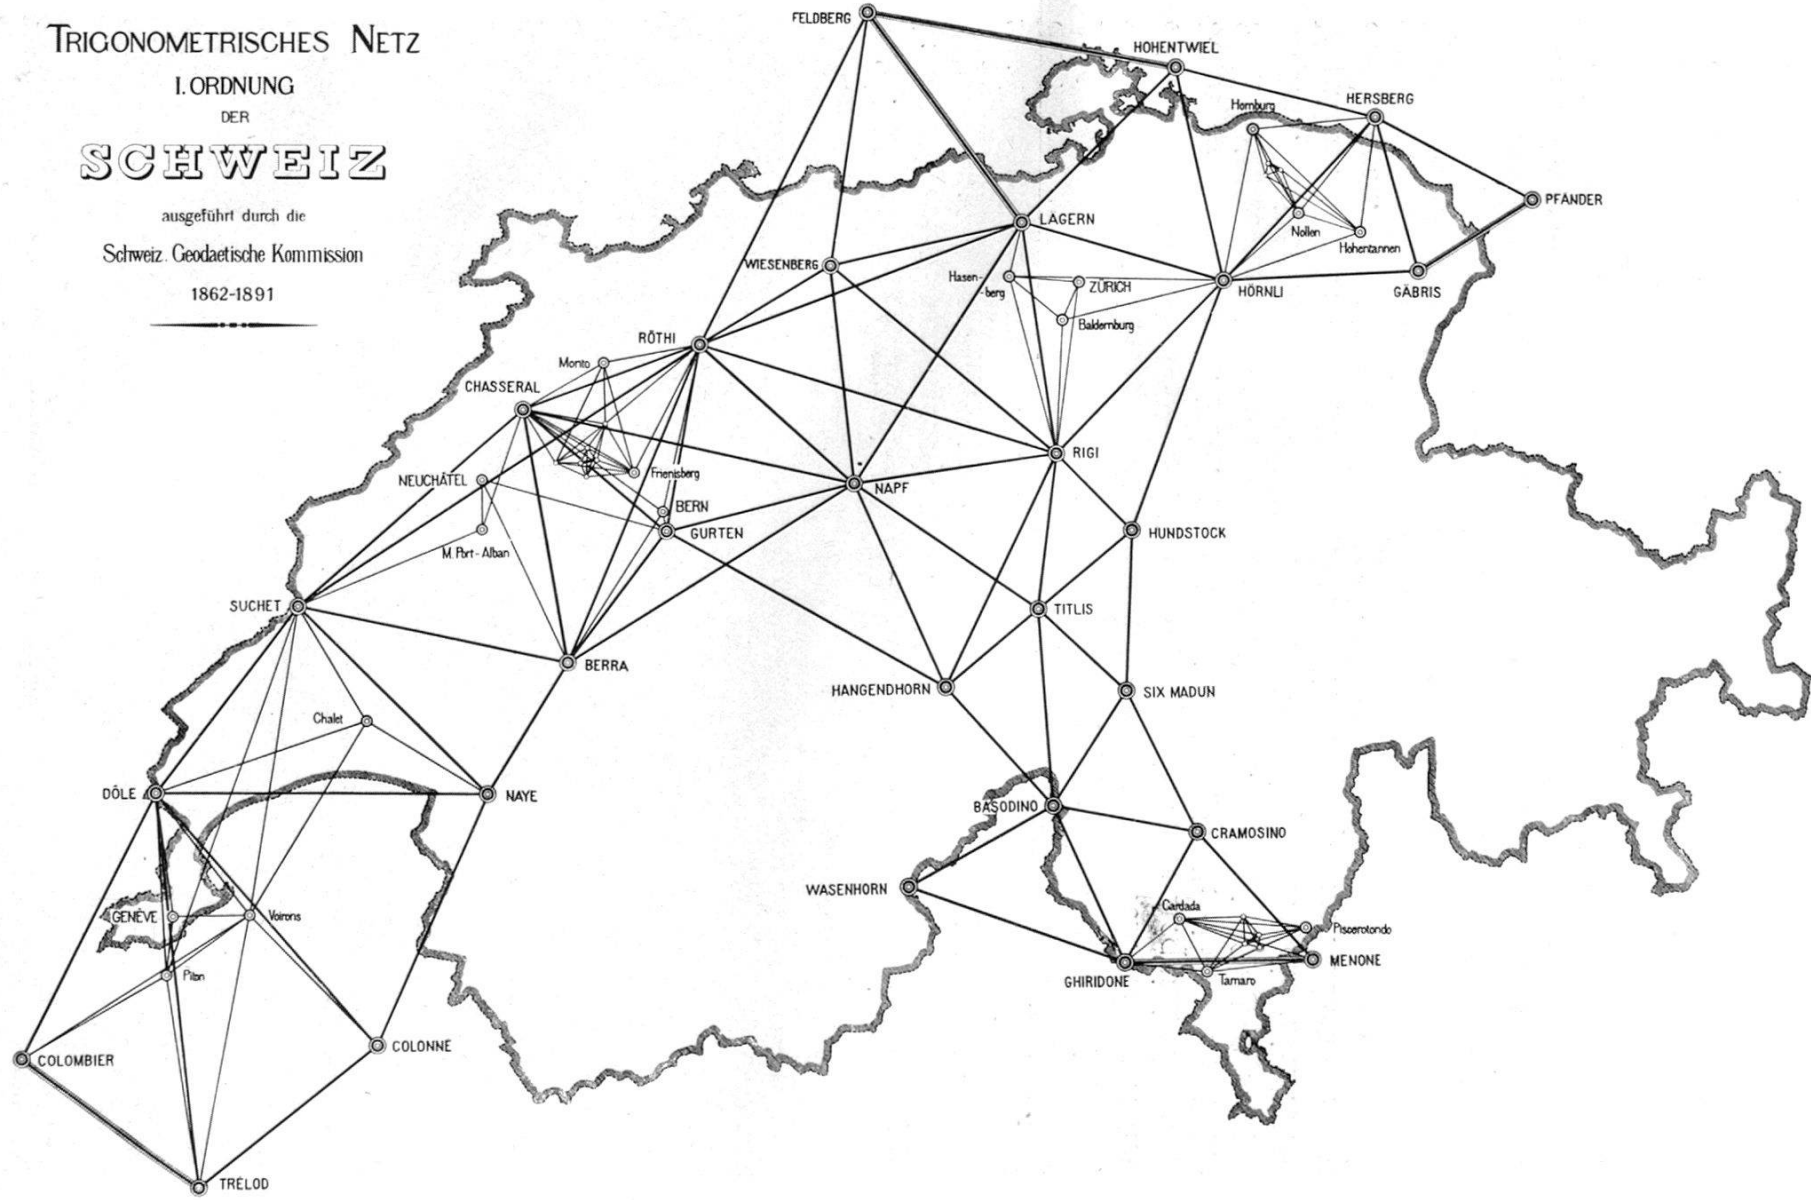 TRIGONOMETRISCHES NETZ
I. ORDNUNG
DER
SCHWEIZ
ausgeführt durch die
Schweiz. Geodaetische Kommission
1862-1891
FELDBERG
HOHENTWIEL
HERSBERG
Homburg
PFÄNDER
LÄGERN
Nollen
Hohentannen
WIESENBERG
Hasen-
-berg
ZÜRICH
HÖRNLI
GÄBRIS
Baldernburg
RÖTHI
Monto
CHASSERAL
RIGI
NEUCHÂTEL
Frienisberg
NAPF
BERN
GURTEN
HUNDSTOCK
M. Port-Alban
SUCHET
TITLIS
BERRA
HANGENDHORN
SIX MADUN
Chalet
DÔLE
NAYE
BASODINO
CRAMOSINO
WASENHORN
Cardada
GENÈVE
Voirons
Piscerotondo
MENONE
Piton
GHIRIDONE
Tamaro
COLOMBIER
COLONNE
TRÉLOD